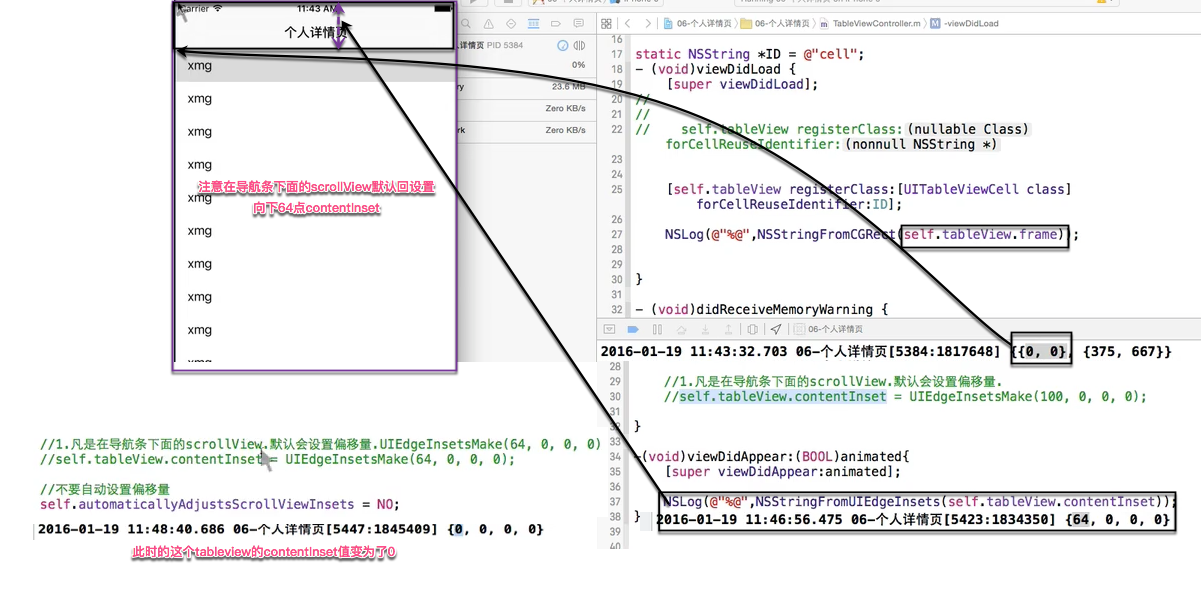 arrier
11:43 AM
个人详情页
xmg
xmg
xmg
xmg
xmg
xmg
xmg
xmg
xmg
xmg
注意在导航条下面的scrollView默认回设置
向下64点contentInset
详情页 PID 5384
0%
ry
23.6 MB
Zero KB/s
rk
Zero KB/s
06-个人详情页
06-个人详情页
TableViewController.m
-viewDidLoad
16
17 static NSString *ID = @"cell";
18 - (void)viewDidLoad {
19 [super viewDidLoad];
20 //
21 //
22 // self.tableView registerClass:(nullable Class)
forCellReuseIdentifier:(nonnull NSString *)
23
24
25 [self.tableView registerClass:[UITableViewCell class]
forCellReuseIdentifier:ID];
26
27 NSLog(@"%@",NSStringFromCGRect(self.tableView.frame));
28
29
30 }
31
32 - (void)didReceiveMemoryWarning {
06-个人详情页
2016-01-19 11:43:32.703 06-个人详情页[5384:1817648] {{0, 0}, {375, 667}}
28
29 //1.凡是在导航条下面的scrollView.默认会设置偏移量.
30 //self.tableView.contentInset = UIEdgeInsetsMake(100, 0, 0, 0);
31
32 }
33
34 -(void)viewDidAppear:(BOOL)animated{
35 [super viewDidAppear:animated];
36
37 NSLog(@"%@",NSStringFromUIEdgeInsets(self.tableView.contentInset));
38 }
2016-01-19 11:46:56.475 06-个人详情页[5423:1834350] {64, 0, 0, 0}
39
40
//1.凡是在导航条下面的scrollView.默认会设置偏移量.UIEdgeInsetsMake(64, 0, 0, 0)
//self.tableView.contentInset = UIEdgeInsetsMake(64, 0, 0, 0);
//不要自动设置偏移量
self.automaticallyAdjustsScrollViewInsets = NO;
2016-01-19 11:48:40.686 06-个人详情页[5447:1845409] {0, 0, 0, 0}
此时的这个tableview的contentInset值变为了0